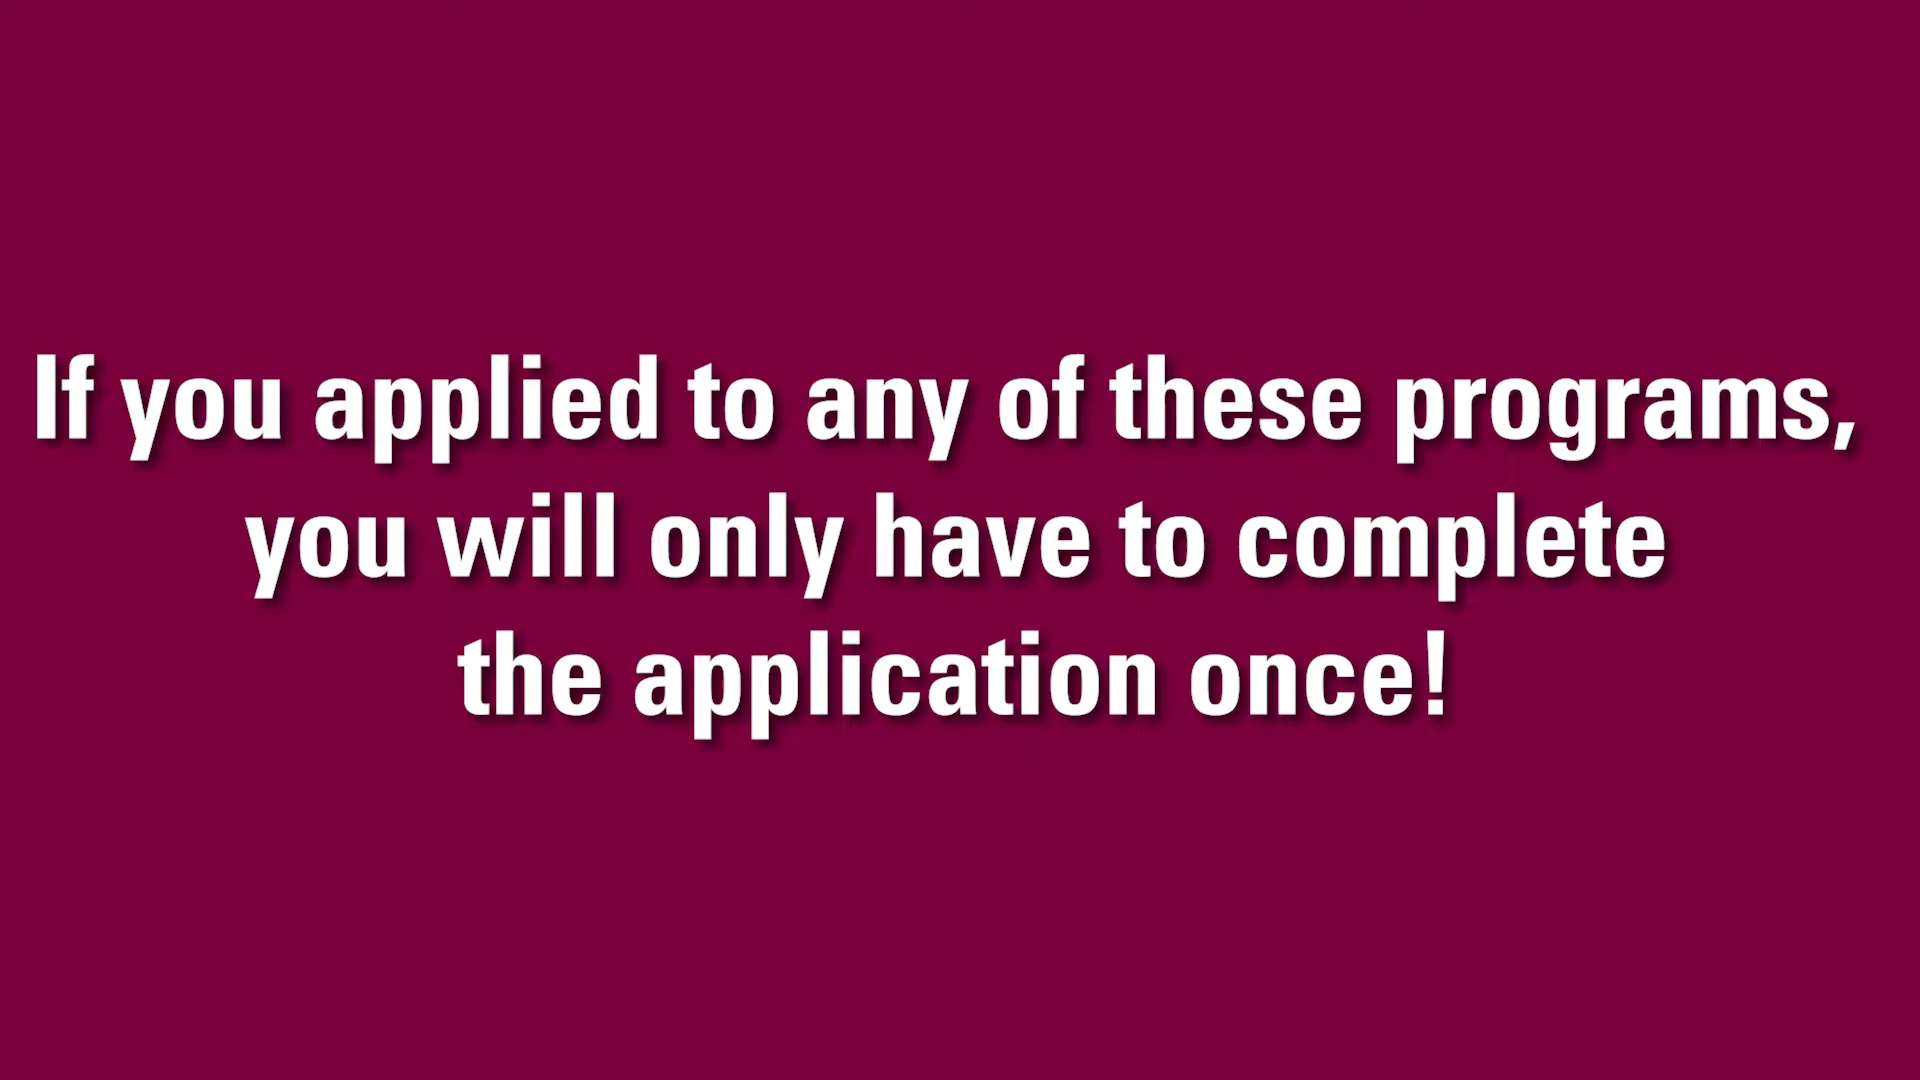 If you applied to any of these programs,
you will only have to complete
the application once!